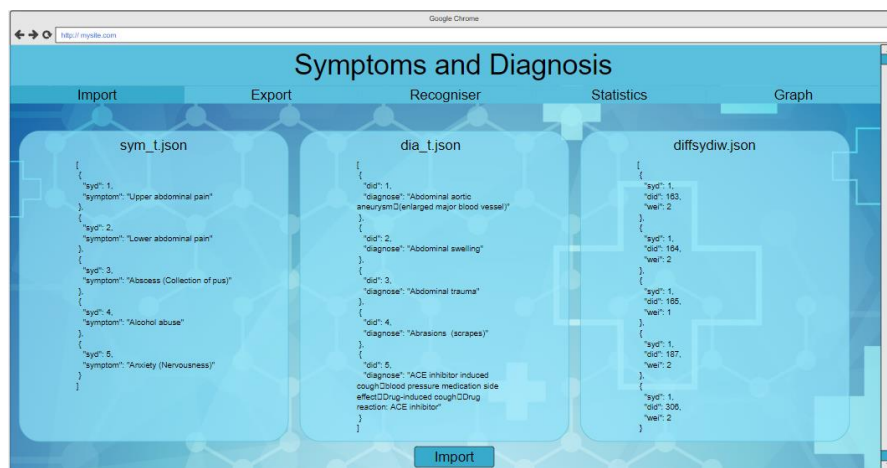 Google Chrome
http:// mysite.com
Symptoms and Diagnosis
Import Export Recogniser Statistics Graph
sym_t.json
[
{
"syd": 1,
"symptom": "Upper abdominal pain"
},
{
"syd": 2,
"symptom": "Lower abdominal pain"
},
{
"syd": 3,
"symptom": "Abscess (Collection of pus)"
},
{
"syd": 4,
"symptom": "Alcohol abuse"
},
{
"syd": 5,
"symptom": "Anxiety (Nervousness)"
}
]
dia_t.json
[
{
"did": 1,
"diagnose": "Abdominal aortic
aneurysm□(enlarged major blood vessel)"
},
{
"did": 2,
"diagnose": "Abdominal swelling"
},
{
"did": 3,
"diagnose": "Abdominal trauma"
},
{
"did": 4,
"diagnose": "Abrasions (scrapes)"
},
{
"did": 5,
"diagnose": "ACE inhibitor induced
cough□blood pressure medication side
effect□Drug-induced cough□Drug
reaction: ACE inhibitor"
}
]
diffsydiw.json
[
{
"syd": 1,
"did": 163,
"wei": 2
},
{
"syd": 1,
"did": 164,
"wei": 2
},
{
"syd": 1,
"did": 165,
"wei": 1
},
{
"syd": 1,
"did": 187,
"wei": 2
},
{
"syd": 1,
"did": 306,
"wei": 2
}
Import